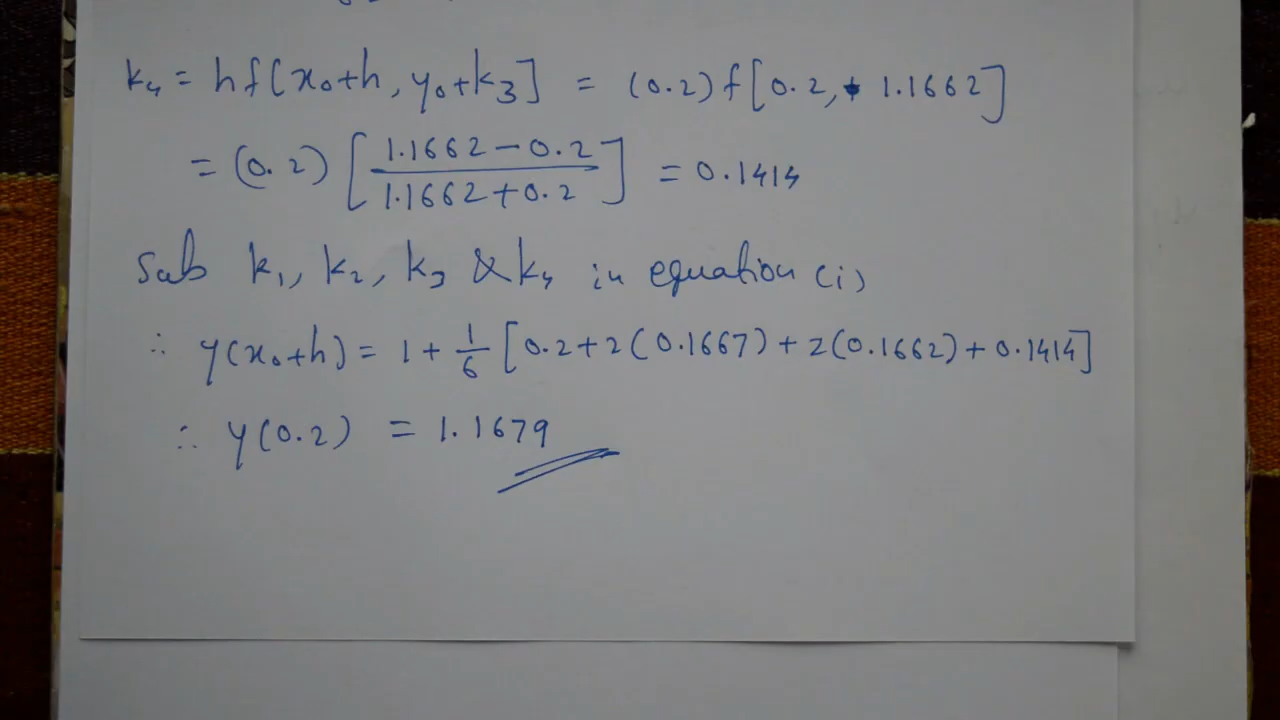 k₄ = hf[x₀+h, y₀+k₃] = (0.2) f[0.2, 1.1662]
= (0.2) [1.1662 − 0.2 / 1.1662 + 0.2] = 0.1414
Sub k₁, k₂, k₃ & k₄ in equation (i)
∴ y(x₀+h) = 1 + 1/6 [0.2 + 2(0.1667) + 2(0.1662) + 0.1414]
∴ y(0.2) = 1.1679